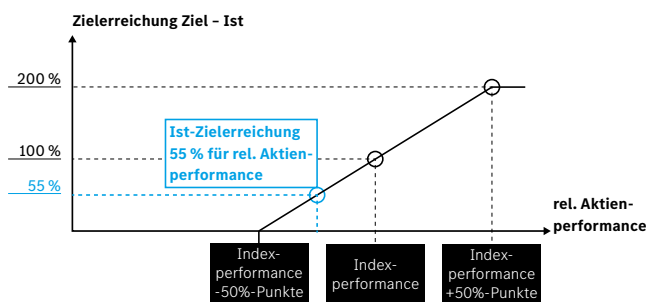 Zielerreichung Ziel – Ist
200 %
Ist-Zielerreichung
55 % für rel. Aktien-
performance
100 %
55 %
rel. Aktien-
performance
Index-
performance
-50%-Punkte
Index-
performance
Index-
performance
+50%-Punkte